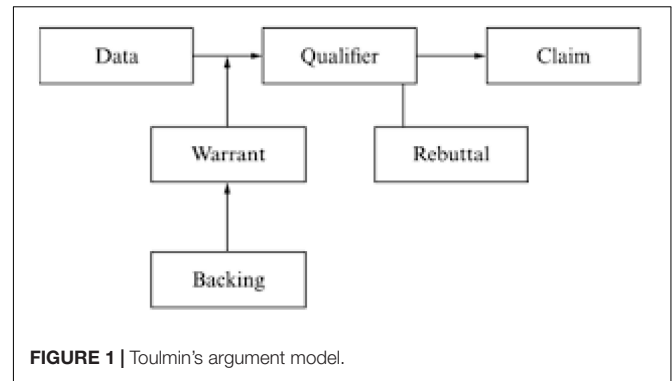 Data
Qualifier
Claim
Warrant
Rebuttal
Backing
FIGURE 1 | Toulmin's argument model.